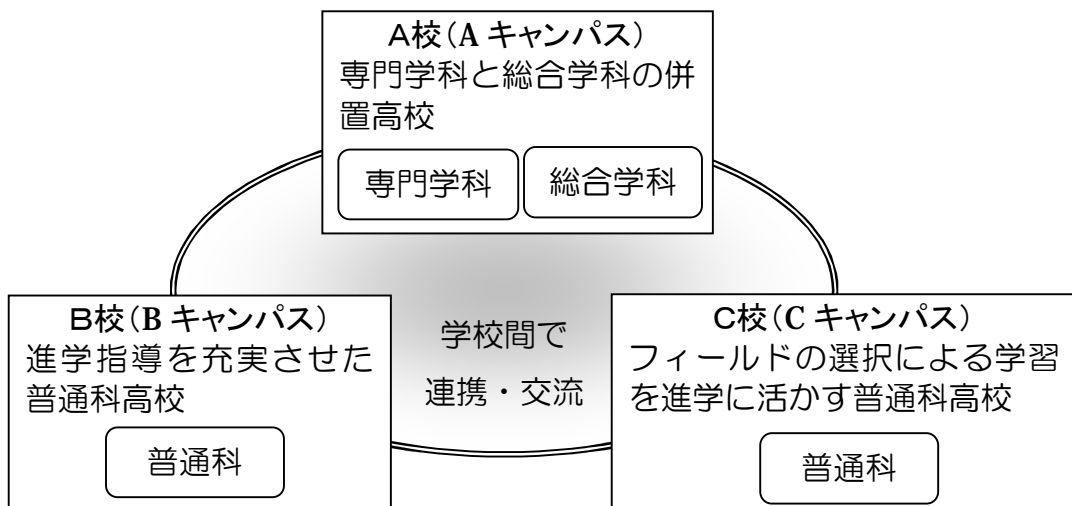 A校(A キャンパス)
専門学科と総合学科の併
置高校
専門学科
総合学科
B校(B キャンパス)
進学指導を充実させた
普通科高校
普通科
学校間で
連携・交流
C校(C キャンパス)
フィールドの選択による学習
を進学に活かす普通科高校
普通科